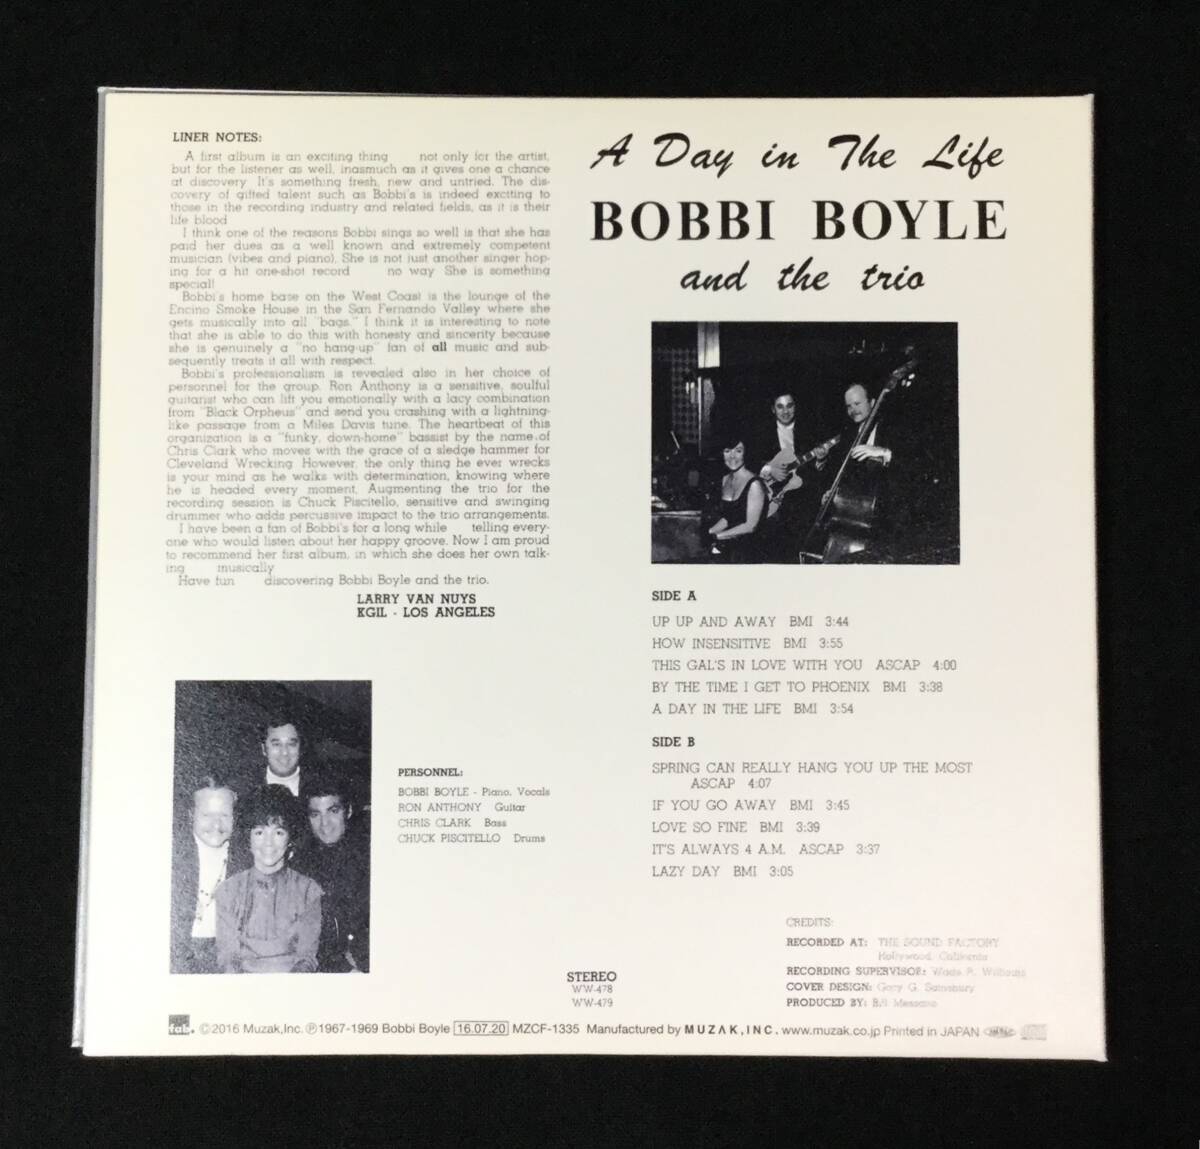 LINER NOTES:
A first album is an exciting thing not only for the artist,
but for the listener as well, inasmuch as it gives one a chance
at discovery It's something fresh, new and untried. The dis-
covery of gifted talent such as Bobbi's is indeed exciting to
those in the recording industry and related fields, as it is their
life blood
I think one of the reasons Bobbi sings so well is that she has
paid her dues as a well known and extremely competent
musician (vibes and piano). She is not just another singer hop-
ing for a hit one-shot record no way She is something
special!
Bobbi's home base on the West Coast is the lounge of the
Encino Smoke House in the San Fernando Valley where she
gets musically into all "bags." I think it is interesting to note
that she is able to do this with honesty and sincerity because
she is genuinely a "no hang-up" fan of all music and sub-
sequently treats it all with respect.
Bobbi's professionalism is revealed also in her choice of
personnel for the group. Ron Anthony is a sensitive, soulful
guitarist who can lift you emotionally with a lacy combination
from "Black Orpheus" and send you crashing with a lightning-
like passage from a Miles Davis tune. The heartbeat of this
organization is a "funky, down-home" bassist by the name of
Chris Clark who moves with the grace of a sledge hammer for
Cleveland Wrecking However, the only thing he ever wrecks
is your mind as he walks with determination, knowing where
he is headed every moment. Augmenting the trio for the
recording session is Chuck Piscitello, sensitive and swinging
drummer who adds percussive impact to the trio arrangements.
I have been a fan of Bobbi's for a long while telling every-
one who would listen about her happy groove. Now I am proud
to recommend her first album, in which she does her own talk-
ing musically
Have fun discovering Bobbi Boyle and the trio.
LARRY VAN NUYS
KGIL - LOS ANGELES
PERSONNEL:
BOBBI BOYLE - Piano, Vocals
RON ANTHONY Guitar
CHRIS CLARK Bass
CHUCK PISCITELLO Drums
A Day in The Life
BOBBI BOYLE
and the trio
SIDE A
UP UP AND AWAY BMI 3:44
HOW INSENSITIVE BMI 3:55
THIS GAL'S IN LOVE WITH YOU ASCAP 4:00
BY THE TIME I GET TO PHOENIX BMI 3:38
A DAY IN THE LIFE BMI 3:54
SIDE B
SPRING CAN REALLY HANG YOU UP THE MOST
ASCAP 4:07
IF YOU GO AWAY BMI 3:45
LOVE SO FINE BMI 3:39
IT'S ALWAYS 4 A.M. ASCAP 3:37
LAZY DAY BMI 3:05
CREDITS:
RECORDED AT: THE SOUND FACTORY
Hollywood, California
RECORDING SUPERVISOR: Wade P. Williams
COVER DESIGN: Gary G. Sainsbury
PRODUCED BY: Messano
STEREO
WW-478
WW-479
fab. ©2016 Muzak,Inc. ℗1967-1969 Bobbi Boyle 16.07.20 MZCF-1335 Manufactured by MUZAK, INC. www.muzak.co.jp Printed in JAPAN